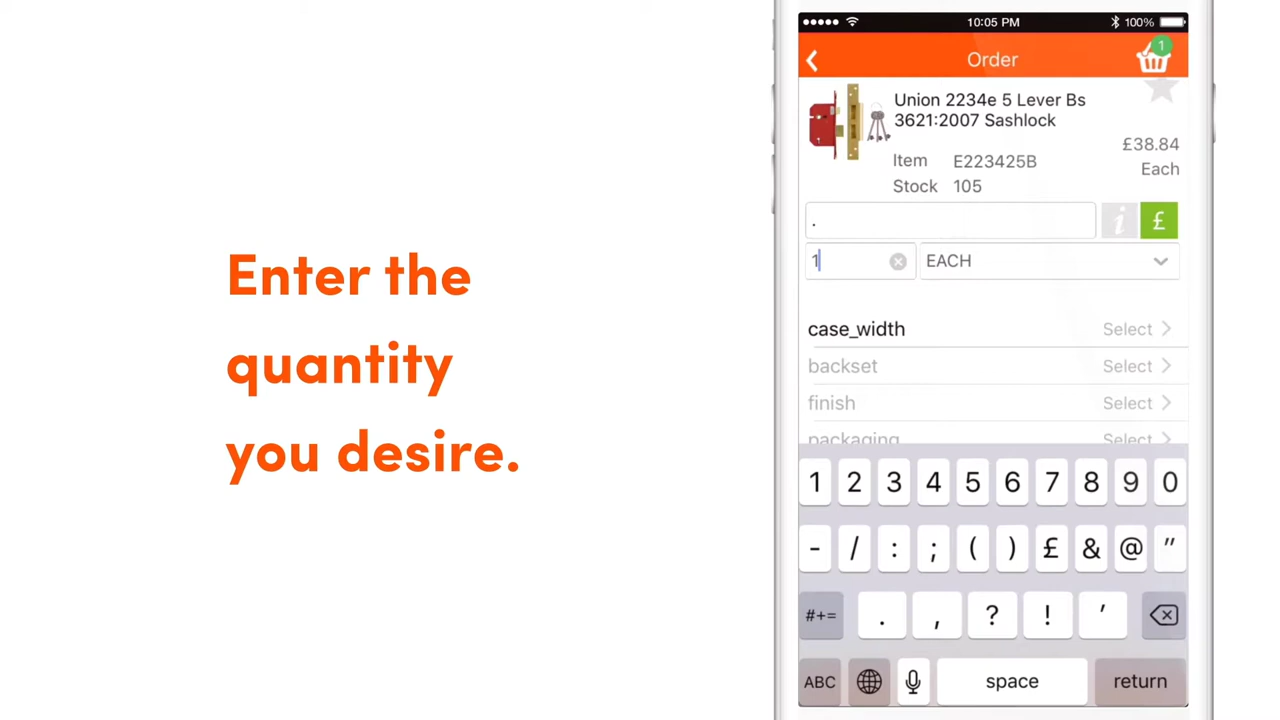 Enter the
quantity
you desire.
10:05 PM
100%
Order
1
Union 2234e 5 Lever Bs
3621:2007 Sashlock
£38.84
Each
Item E223425B
Stock 105
.
i £
1
EACH
case_width Select
backset Select
finish Select
packaging Select
1 2 3 4 5 6 7 8 9 0
- / : ; ( ) £ & @ "
#+= . , ? ! '
ABC space return